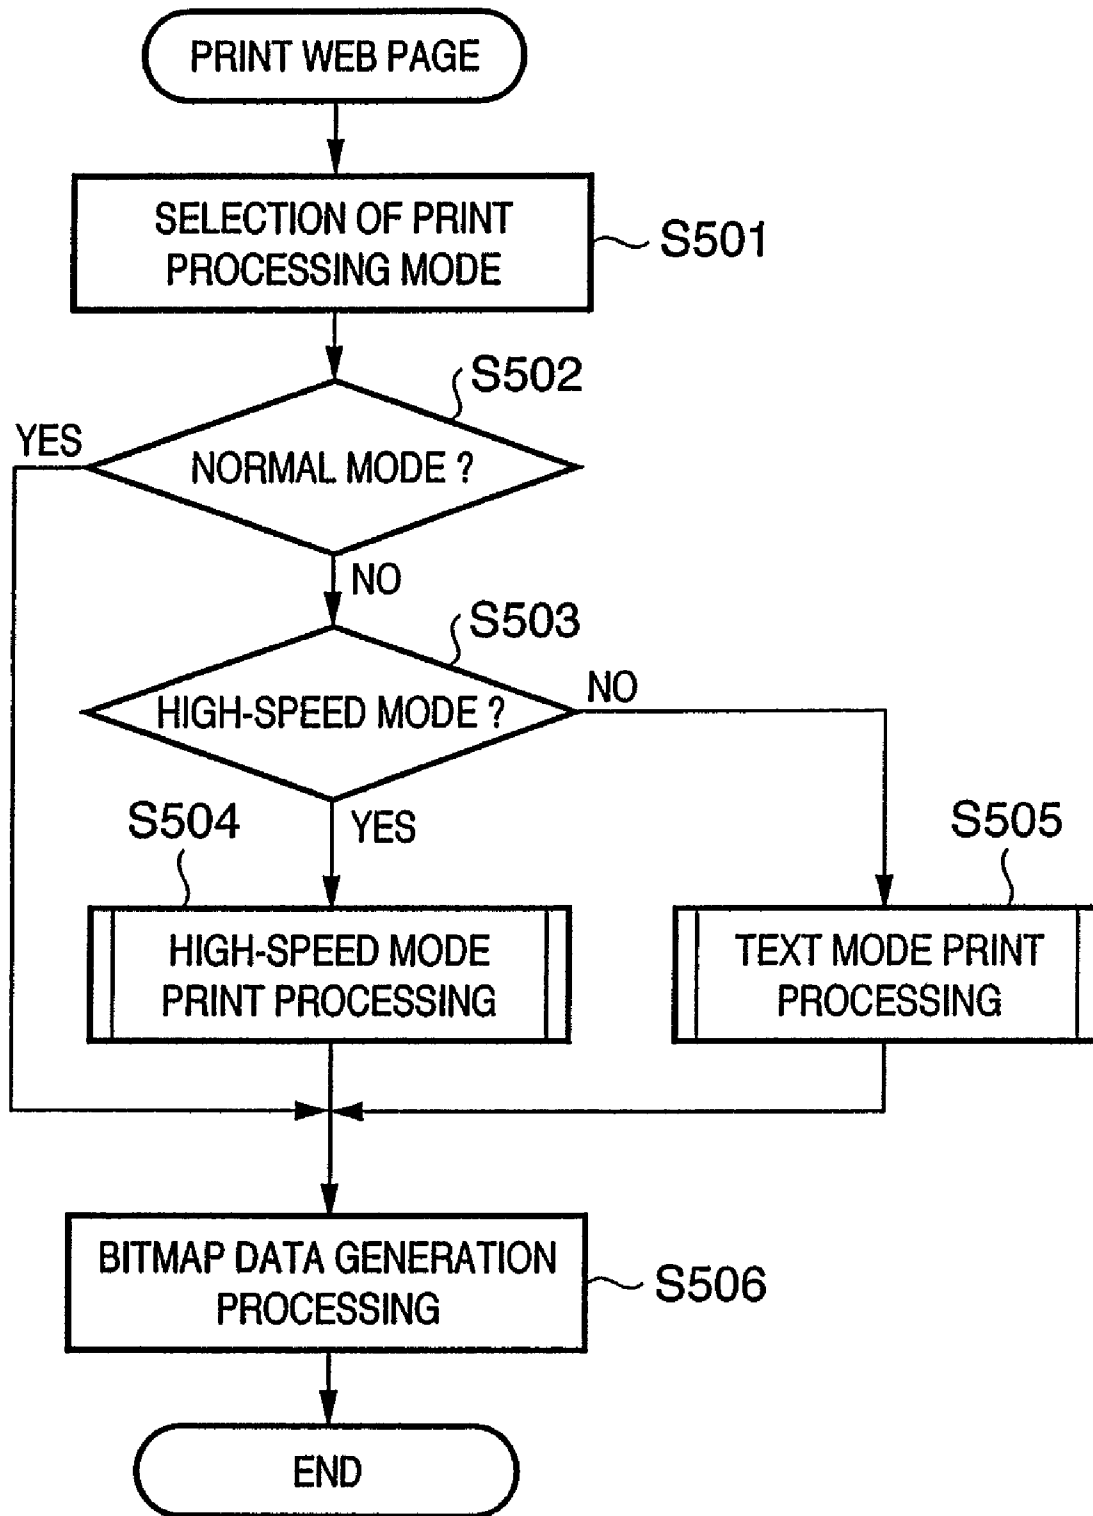 PRINT WEB PAGE
SELECTION OF PRINT
PROCESSING MODE
S501
S502
YES
NORMAL MODE ?
NO
S503
HIGH-SPEED MODE ?
NO
YES
S504
S505
HIGH-SPEED MODE
PRINT PROCESSING
TEXT MODE PRINT
PROCESSING
BITMAP DATA GENERATION
PROCESSING
S506
END